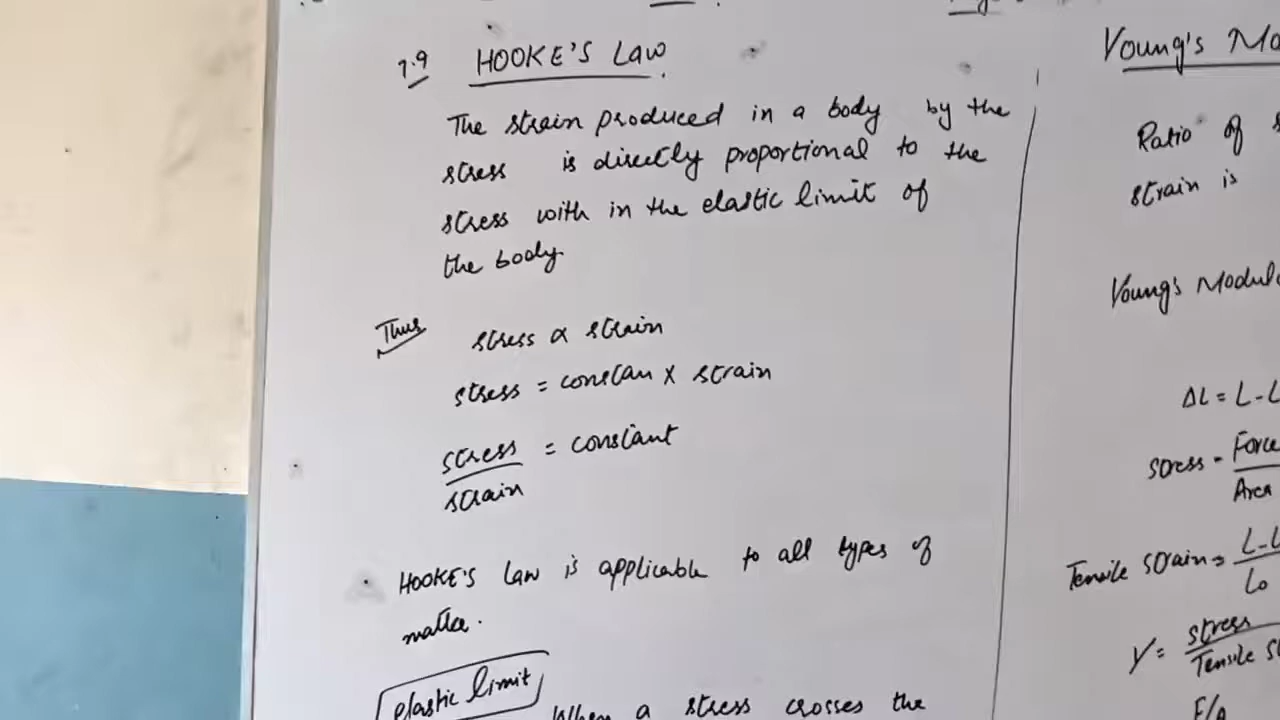 7.9 HOOKE'S LAW
The strain produced in a body by the
stress is directly proportional to the
stress with in the elastic limit of
the body
Thus stress ∝ strain
stress = constan x strain
stress
strain
= constant
HOOKE'S Law is applicable to all types of
matter.
elastic limit
When a stress crosses the
Young's Mo
Ratio of s
strain is
Young's Modul
ΔL = L - L
stress = Force
Area
Tensile strain = L - L
Lo
Y = stress
Tensile s
F/A